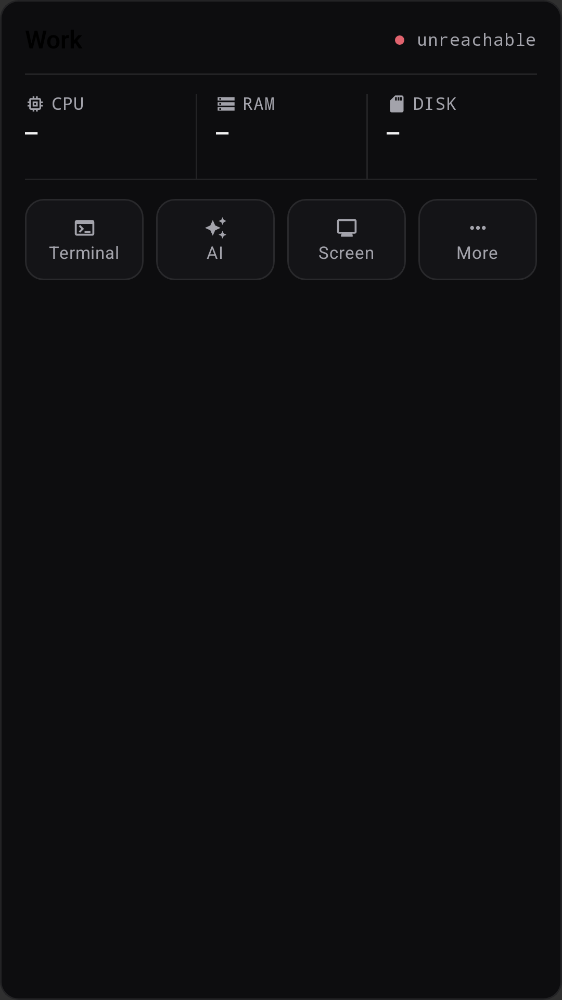 Work
unreachable
CPU
RAM
DISK
—
—
—
Terminal
AI
Screen
More